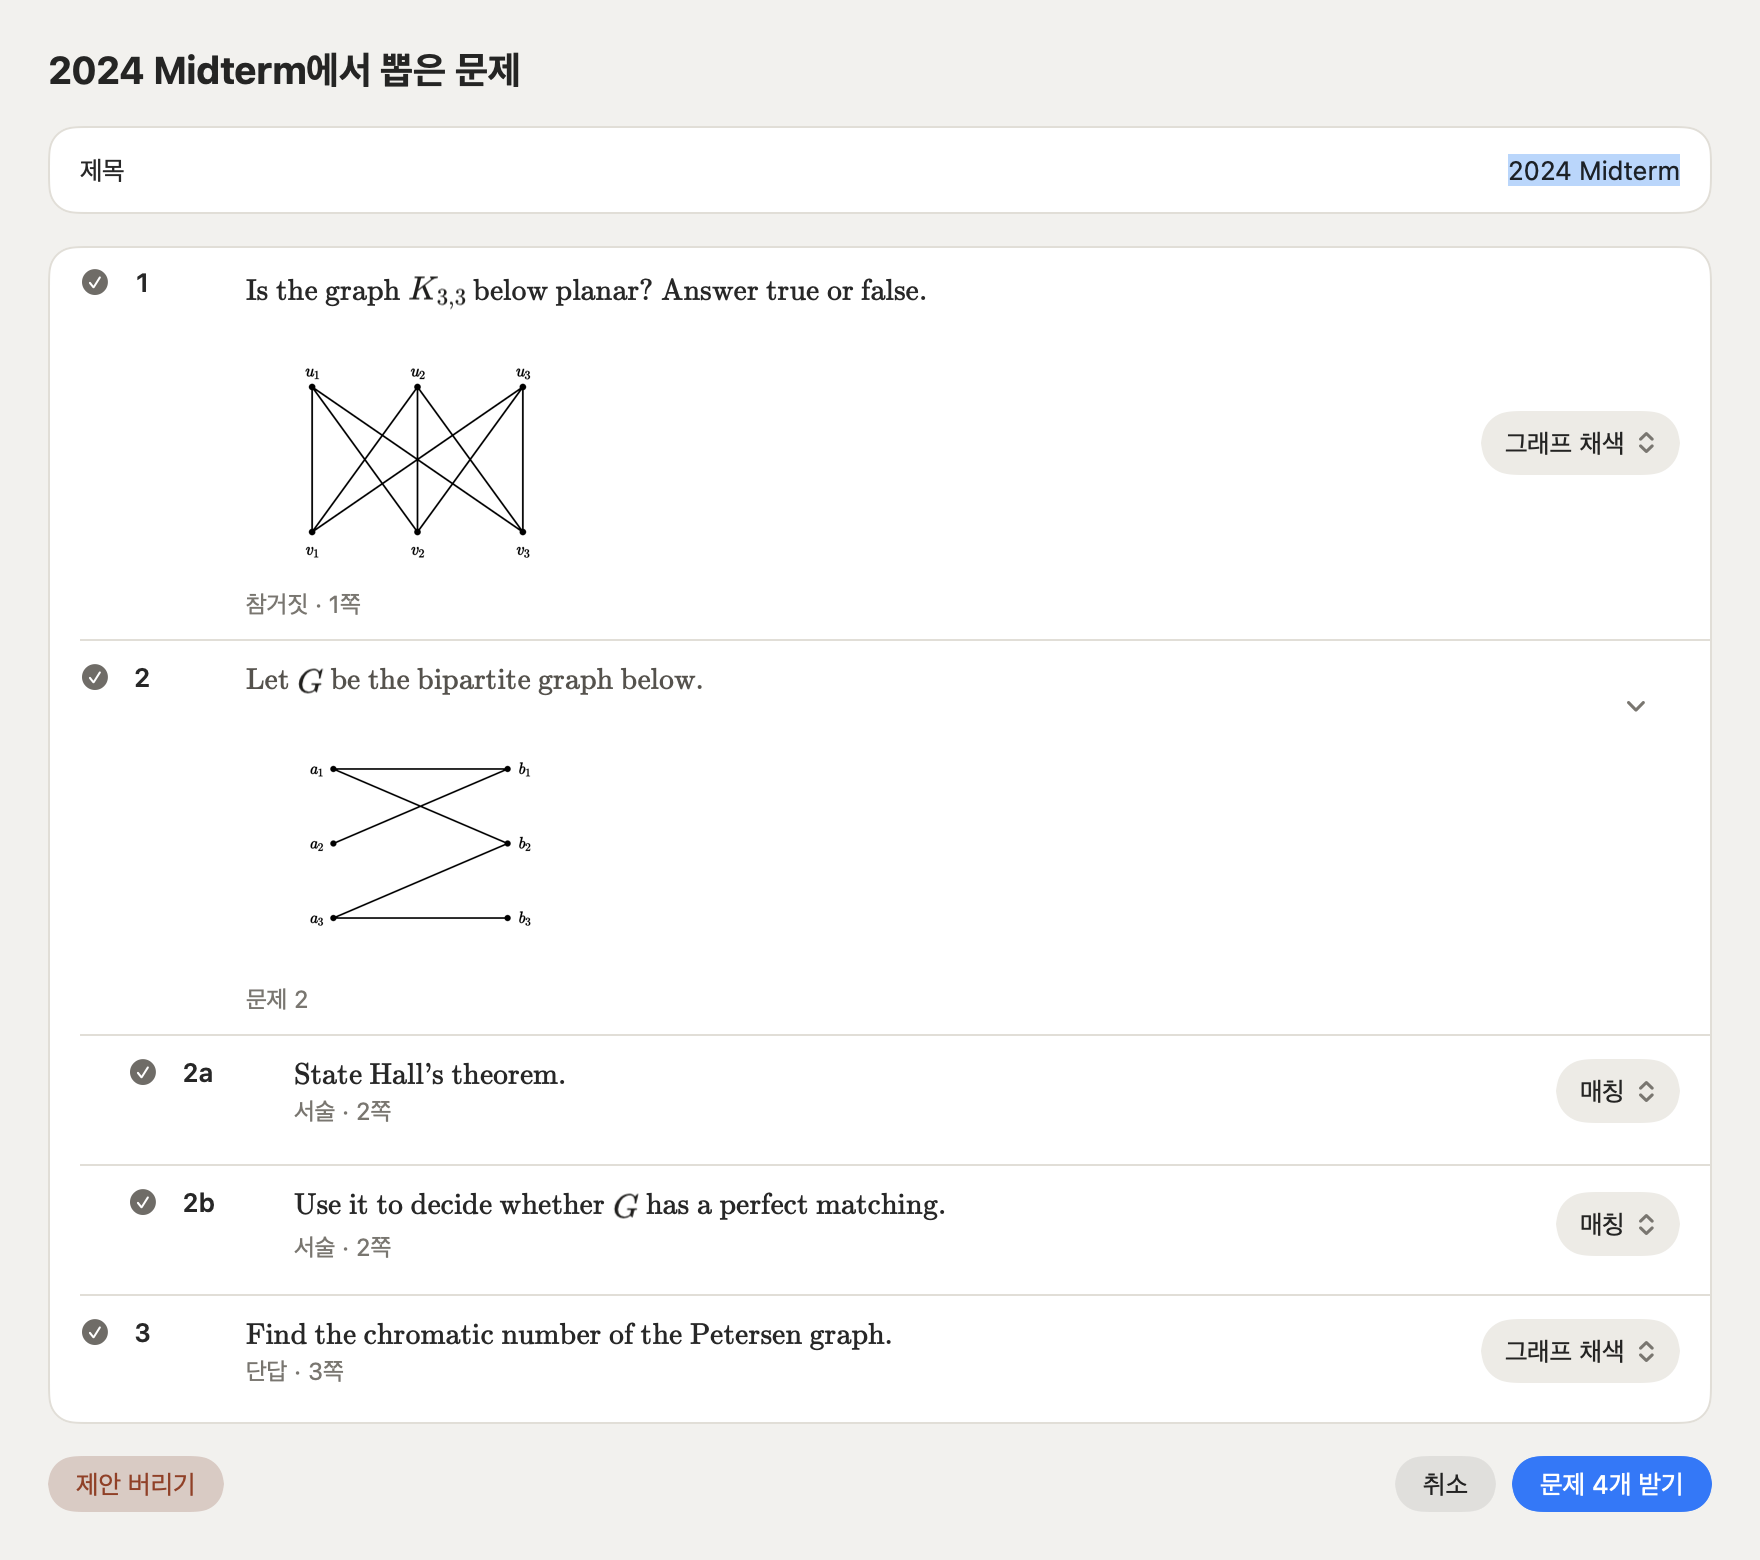 2024 Midterm에서 뽑은 문제
제목
2024 Midterm
1
Is the graph K₃,₃ below planar? Answer true or false.
u₁ u₂ u₃
v₁ v₂ v₃
그래프 채색
참거짓 · 1쪽
2
Let G be the bipartite graph below.
a₁ b₁
a₂ b₂
a₃ b₃
문제 2
2a
State Hall’s theorem.
서술 · 2쪽
매칭
2b
Use it to decide whether G has a perfect matching.
서술 · 2쪽
매칭
3
Find the chromatic number of the Petersen graph.
단답 · 3쪽
그래프 채색
제안 버리기
취소
문제 4개 받기